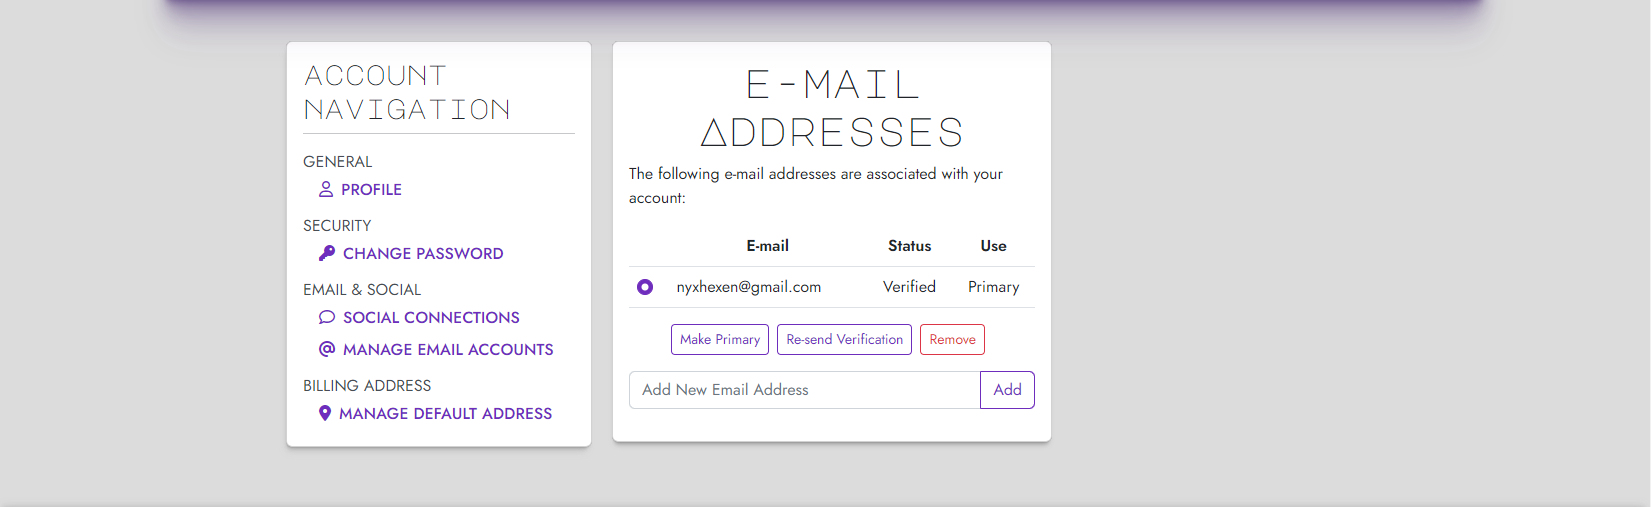 ACCOUNT
NAVIGATION
GENERAL
PROFILE
SECURITY
CHANGE PASSWORD
EMAIL & SOCIAL
SOCIAL CONNECTIONS
MANAGE EMAIL ACCOUNTS
BILLING ADDRESS
MANAGE DEFAULT ADDRESS
E-MAIL
ADDRESSES
The following e-mail addresses are associated with your
account:
E-mail Status Use
nyxhexen@gmail.com Verified Primary
Make Primary Re-send Verification Remove
Add New Email Address Add